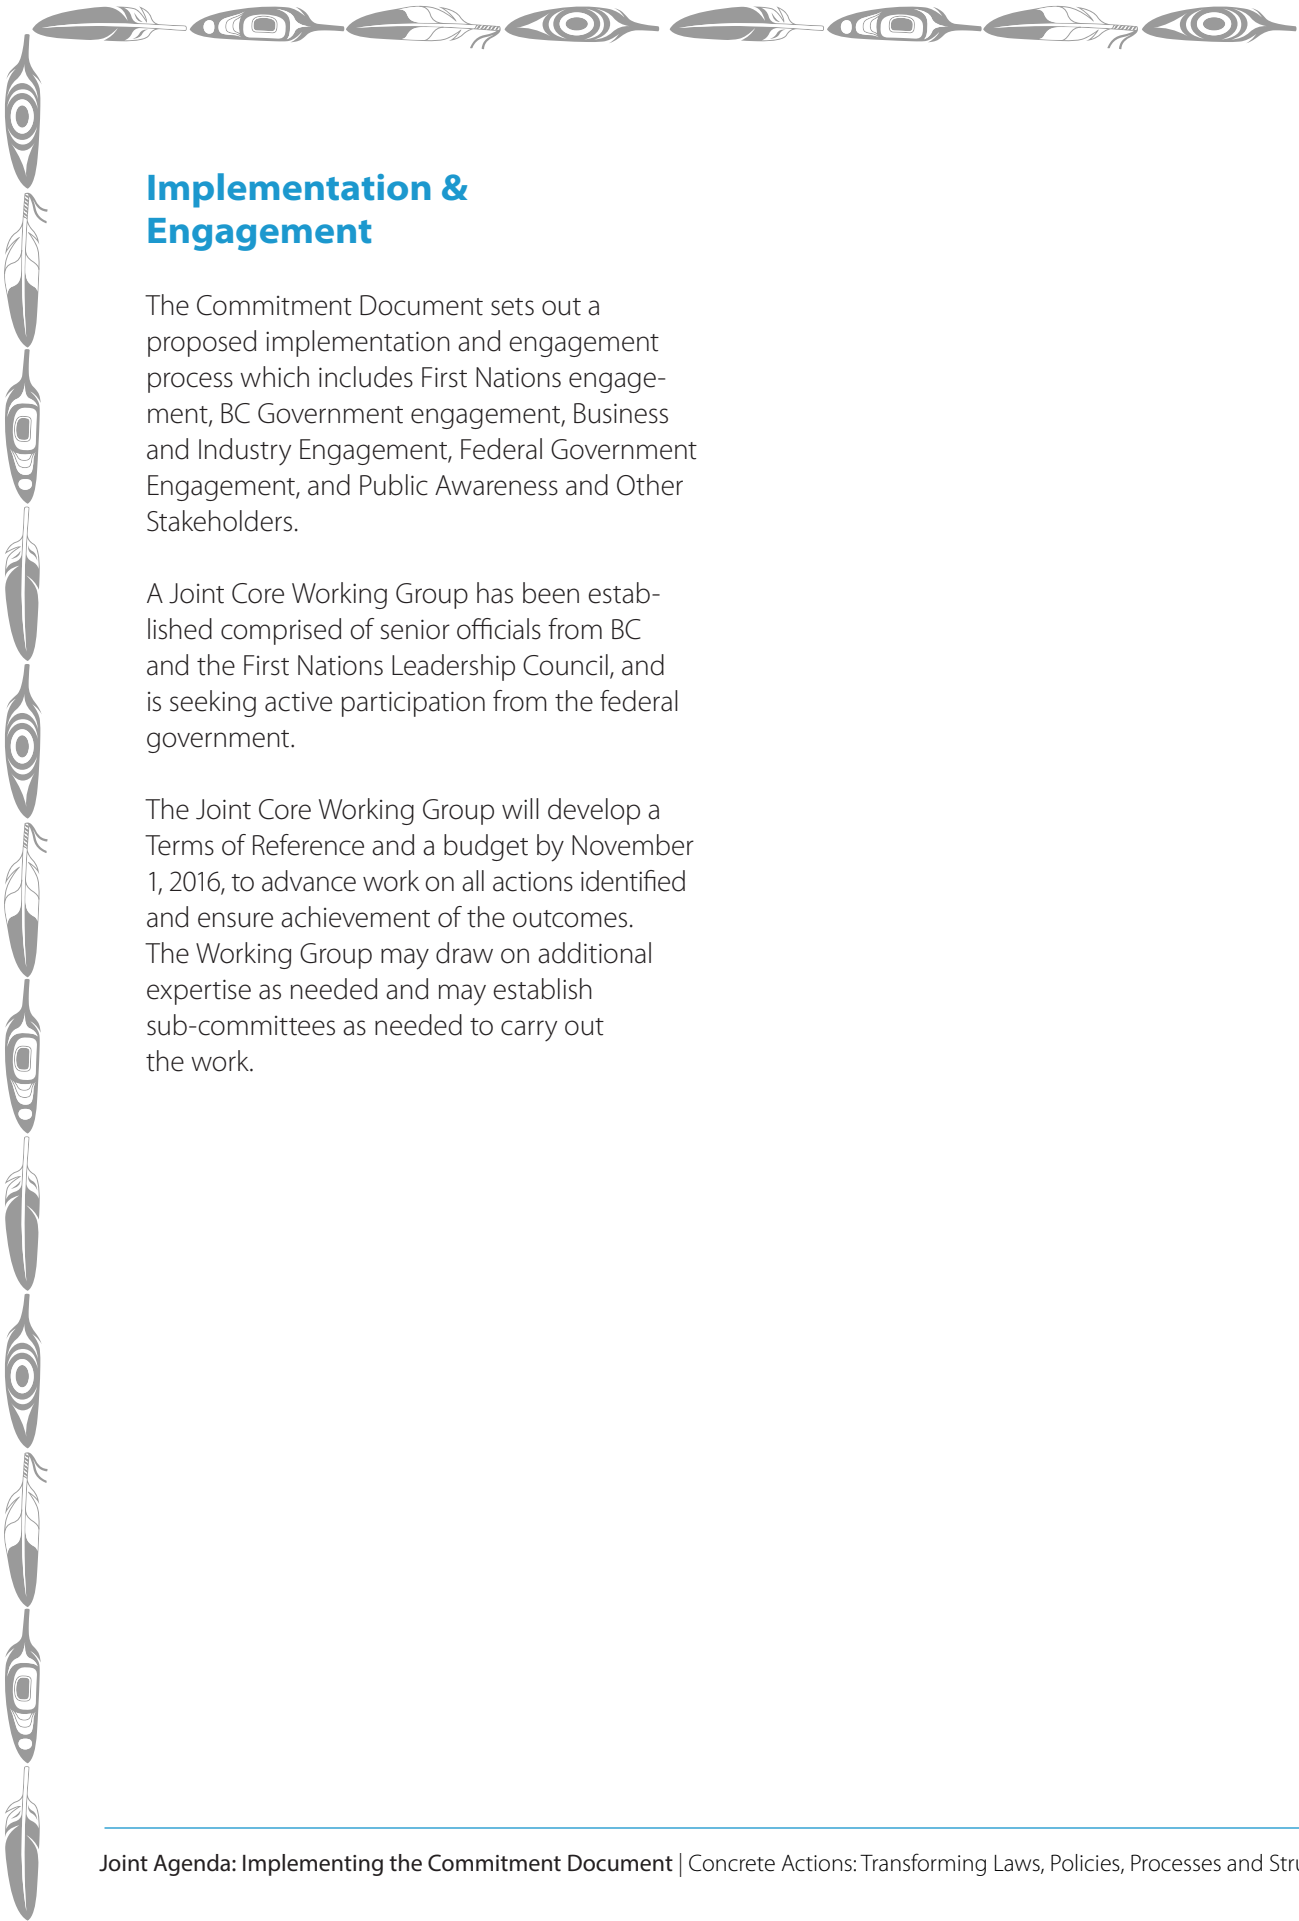 Implementation &
Engagement
The Commitment Document sets out a
proposed implementation and engagement
process which includes First Nations engage-
ment, BC Government engagement, Business
and Industry Engagement, Federal Government
Engagement, and Public Awareness and Other
Stakeholders.
A Joint Core Working Group has been estab-
lished comprised of senior officials from BC
and the First Nations Leadership Council, and
is seeking active participation from the federal
government.
The Joint Core Working Group will develop a
Terms of Reference and a budget by November
1, 2016, to advance work on all actions identified
and ensure achievement of the outcomes.
The Working Group may draw on additional
expertise as needed and may establish
sub-committees as needed to carry out
the work.
Joint Agenda: Implementing the Commitment Document | Concrete Actions: Transforming Laws, Policies, Processes and